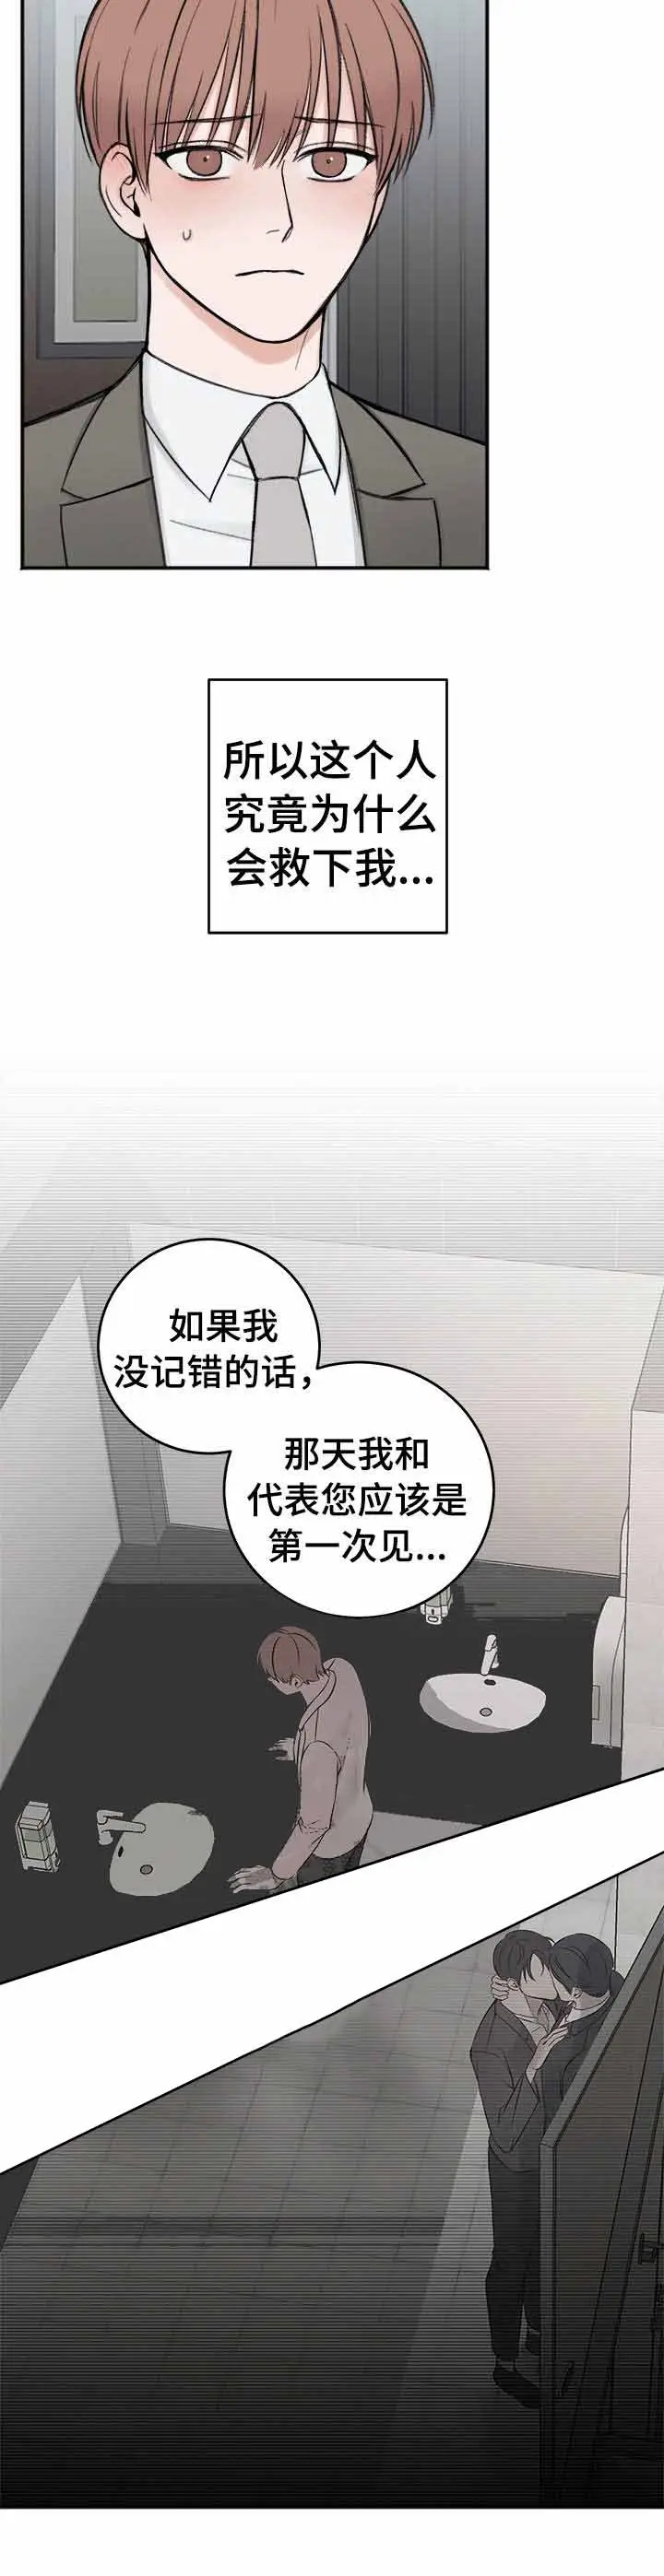 所以这个人
究竟为什么
会救下我…
如果我
没记错的话，
那天我和
代表您应该是
第一次见…